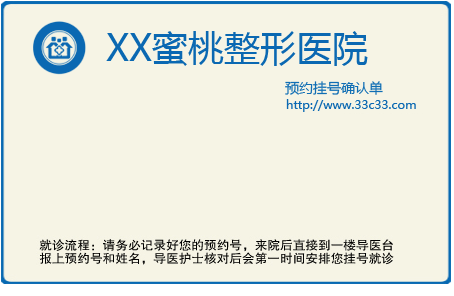 XX蜜桃整形医院
预约挂号确认单
http://www.33c33.com
就诊流程：请务必记录好您的预约号，来院后直接到一楼导医台
报上预约号和姓名，导医护士核对后会第一时间安排您挂号就诊